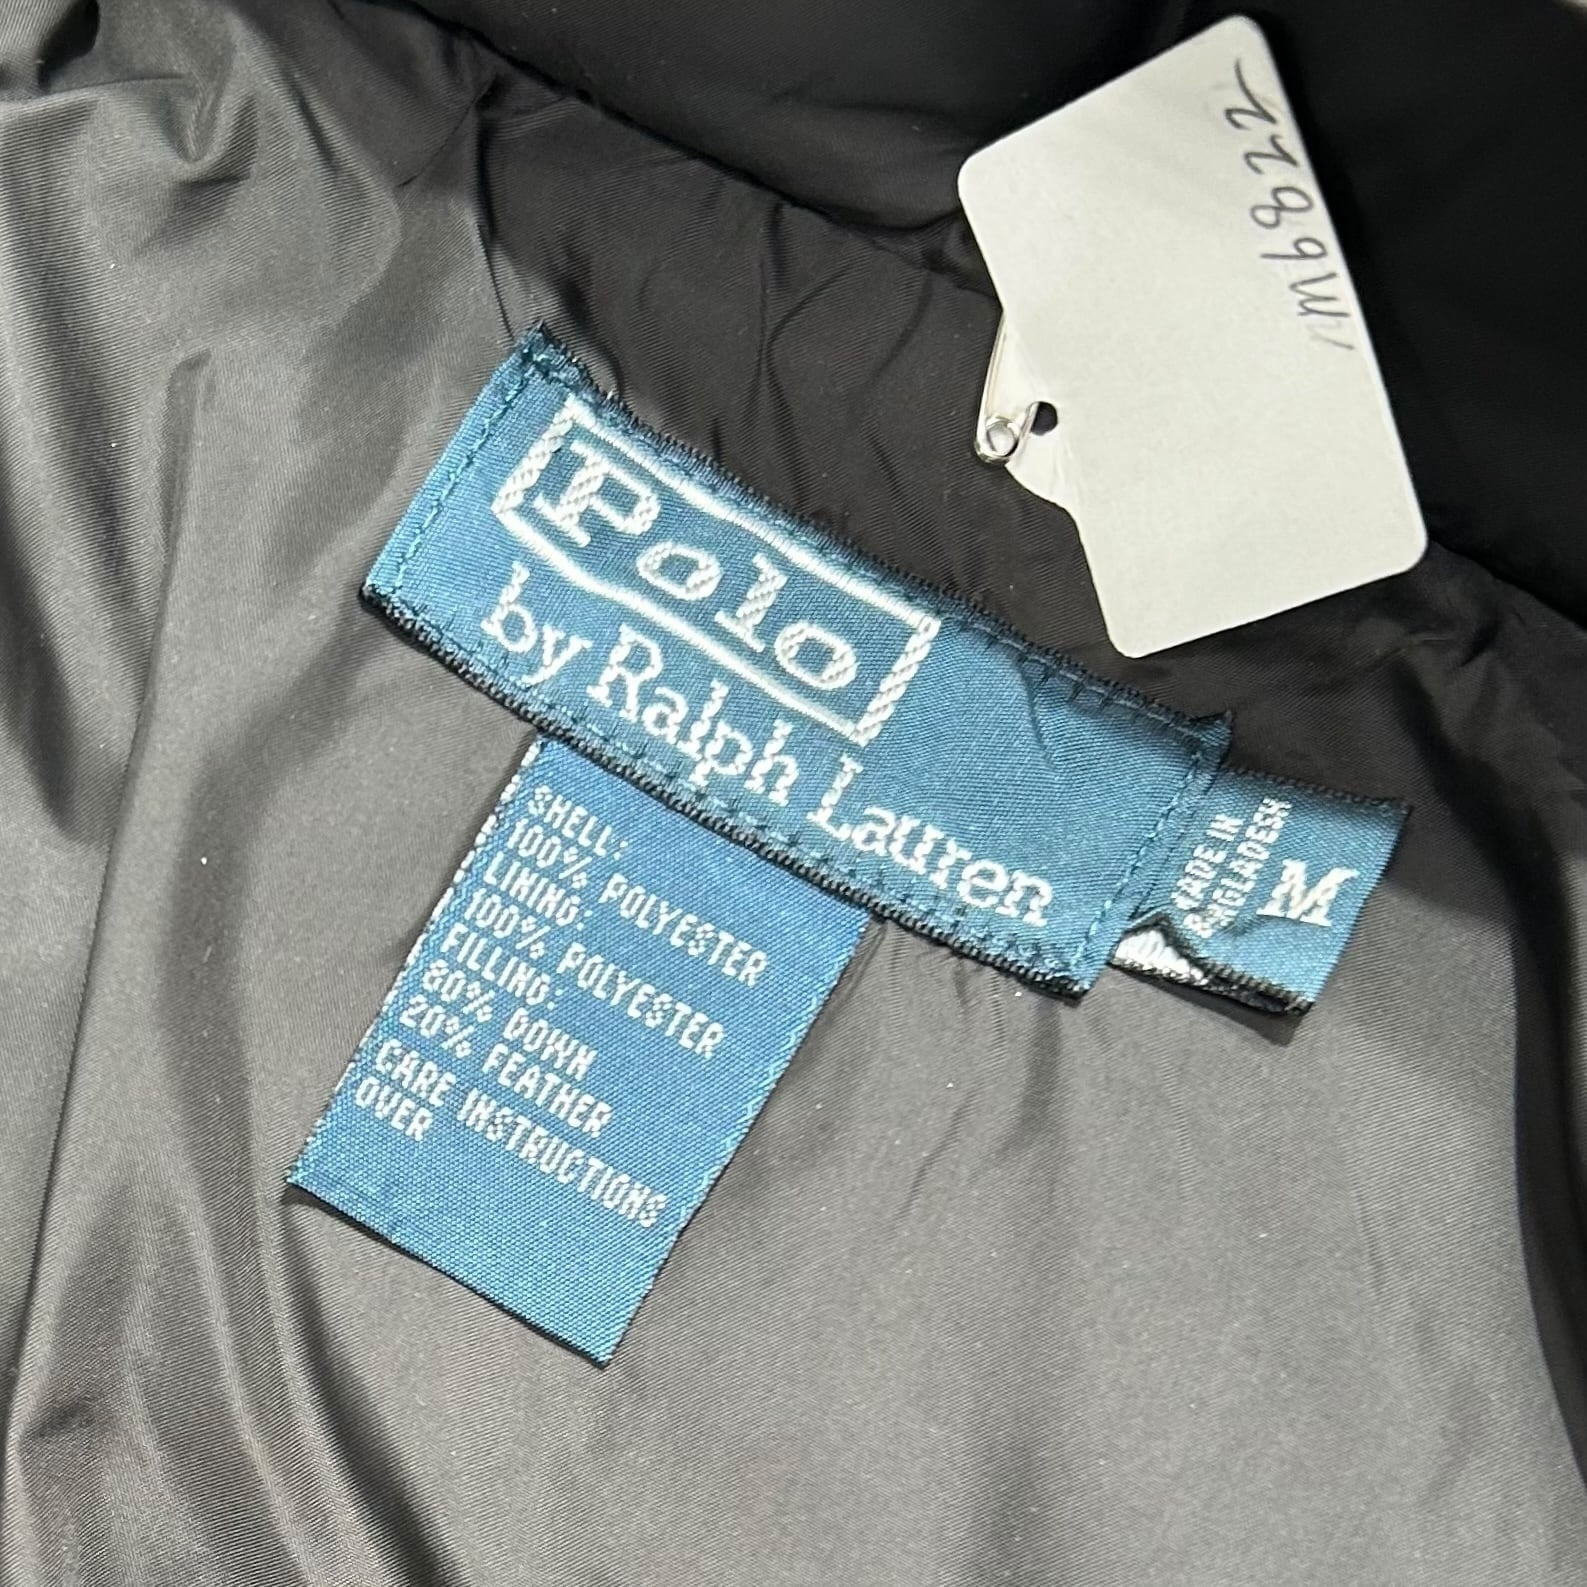 Polo
by Ralph Lauren
MADE IN
BANGLADESH
M
SHELL:
100% POLYESTER
LINING:
100% POLYESTER
FILLING:
80% DOWN
20% FEATHER
CARE INSTRUCTIONS
OVER